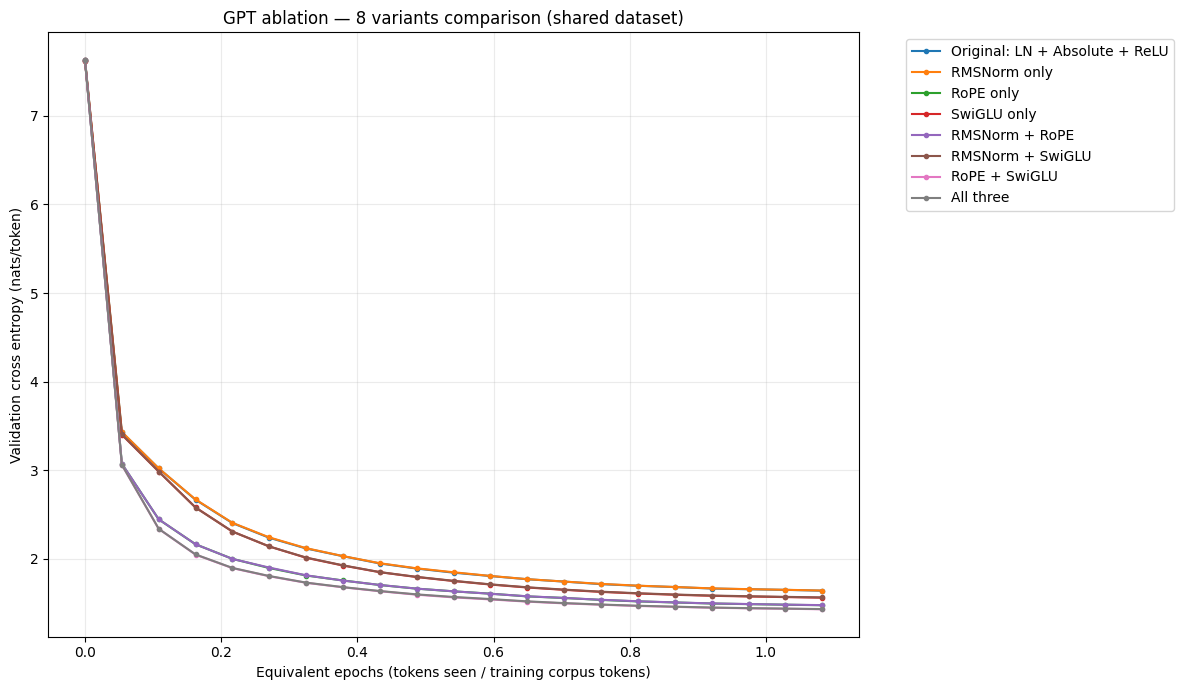 GPT ablation — 8 variants comparison (shared dataset)
Validation cross entropy (nats/token)
7
6
5
4
3
2
0.0
0.2
0.4
0.6
0.8
1.0
Equivalent epochs (tokens seen / training corpus tokens)
Original: LN + Absolute + ReLU
RMSNorm only
RoPE only
SwiGLU only
RMSNorm + RoPE
RMSNorm + SwiGLU
RoPE + SwiGLU
All three